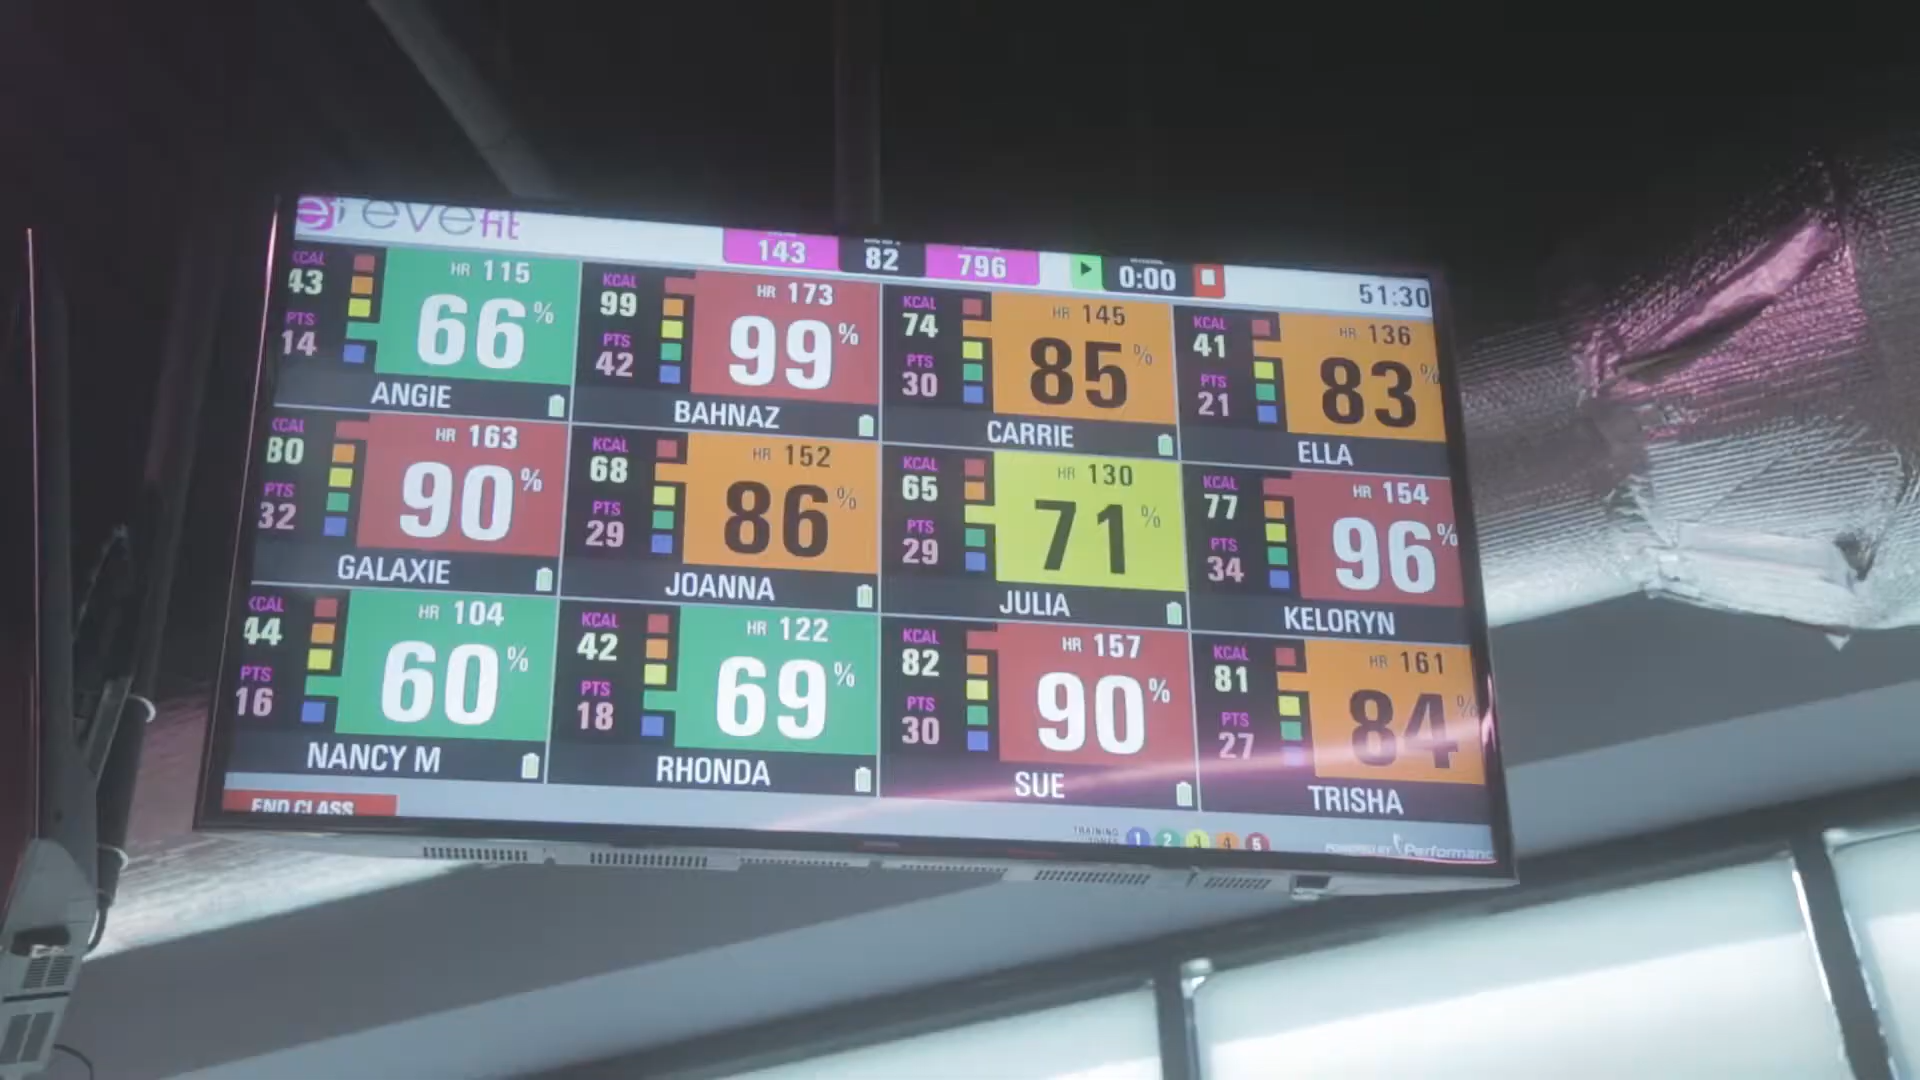 evefit
143 82 796 0:00 51:30
KCAL 43 PTS 14 HR 115 66% ANGIE
KCAL 99 PTS 42 HR 173 99% BAHNAZ
KCAL 74 PTS 30 HR 145 85% CARRIE
KCAL 41 PTS 21 HR 136 83% ELLA
KCAL 80 PTS 32 HR 163 90% GALAXIE
KCAL 68 PTS 29 HR 152 86% JOANNA
KCAL 65 PTS 29 HR 130 71% JULIA
KCAL 77 PTS 34 HR 154 96% KELORYN
KCAL 44 PTS 16 HR 104 60% NANCY M
KCAL 42 PTS 18 HR 122 69% RHONDA
KCAL 82 PTS 30 HR 157 90% SUE
KCAL 81 PTS 27 HR 161 84% TRISHA
END CLASS
TRAINING
1 2 3 4 5
POWERED BY Performanc